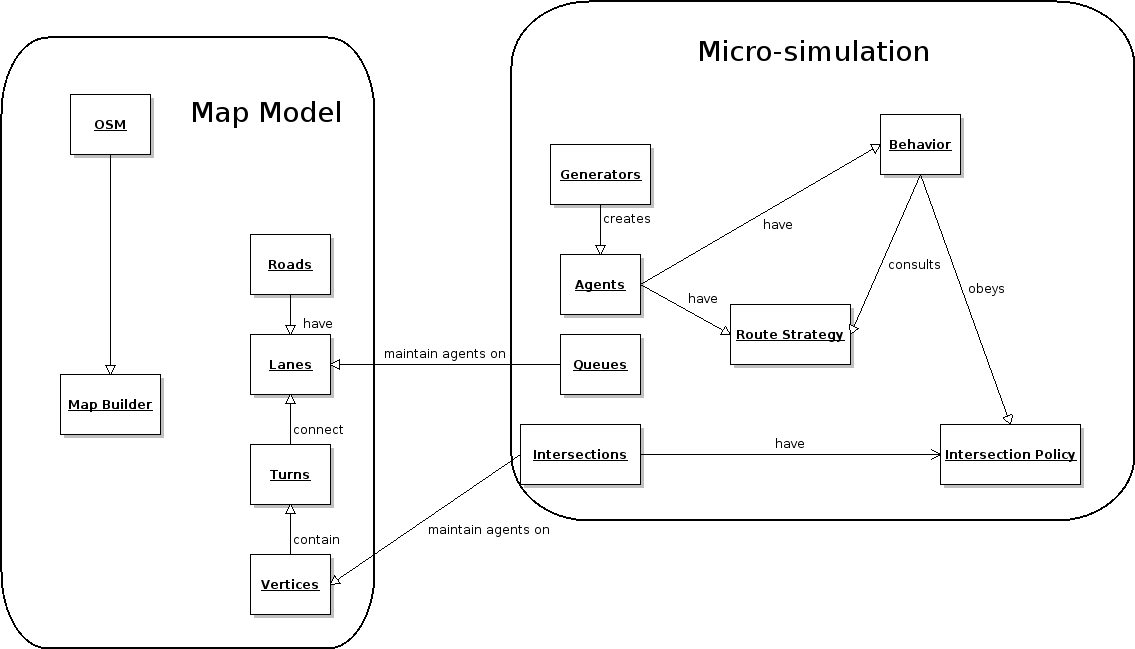 Micro-simulation
Map Model
OSM
Behavior
Generators
creates
have
Roads
consults
Agents
have
obeys
have
Route Strategy
maintain agents on
Lanes
Queues
Map Builder
connect
have
Turns
Intersections
Intersection Policy
maintain agents on
contain
Vertices